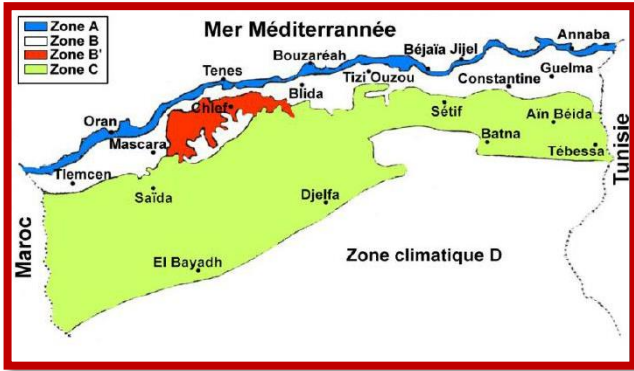 Zone A
Zone B
Zone B'
Zone C
Mer Méditerrannée
Annaba
Bouzaréah
Béjaïa Jijel
Guelma
Tenes
Tizi Ouzou
Constantine
Blida
Chlef
Sétif
Aïn Béida
Oran
Mascara
Batna
Tébessa
Tlemcen
Saïda
Djelfa
Tunisie
Maroc
El Bayadh
Zone climatique D